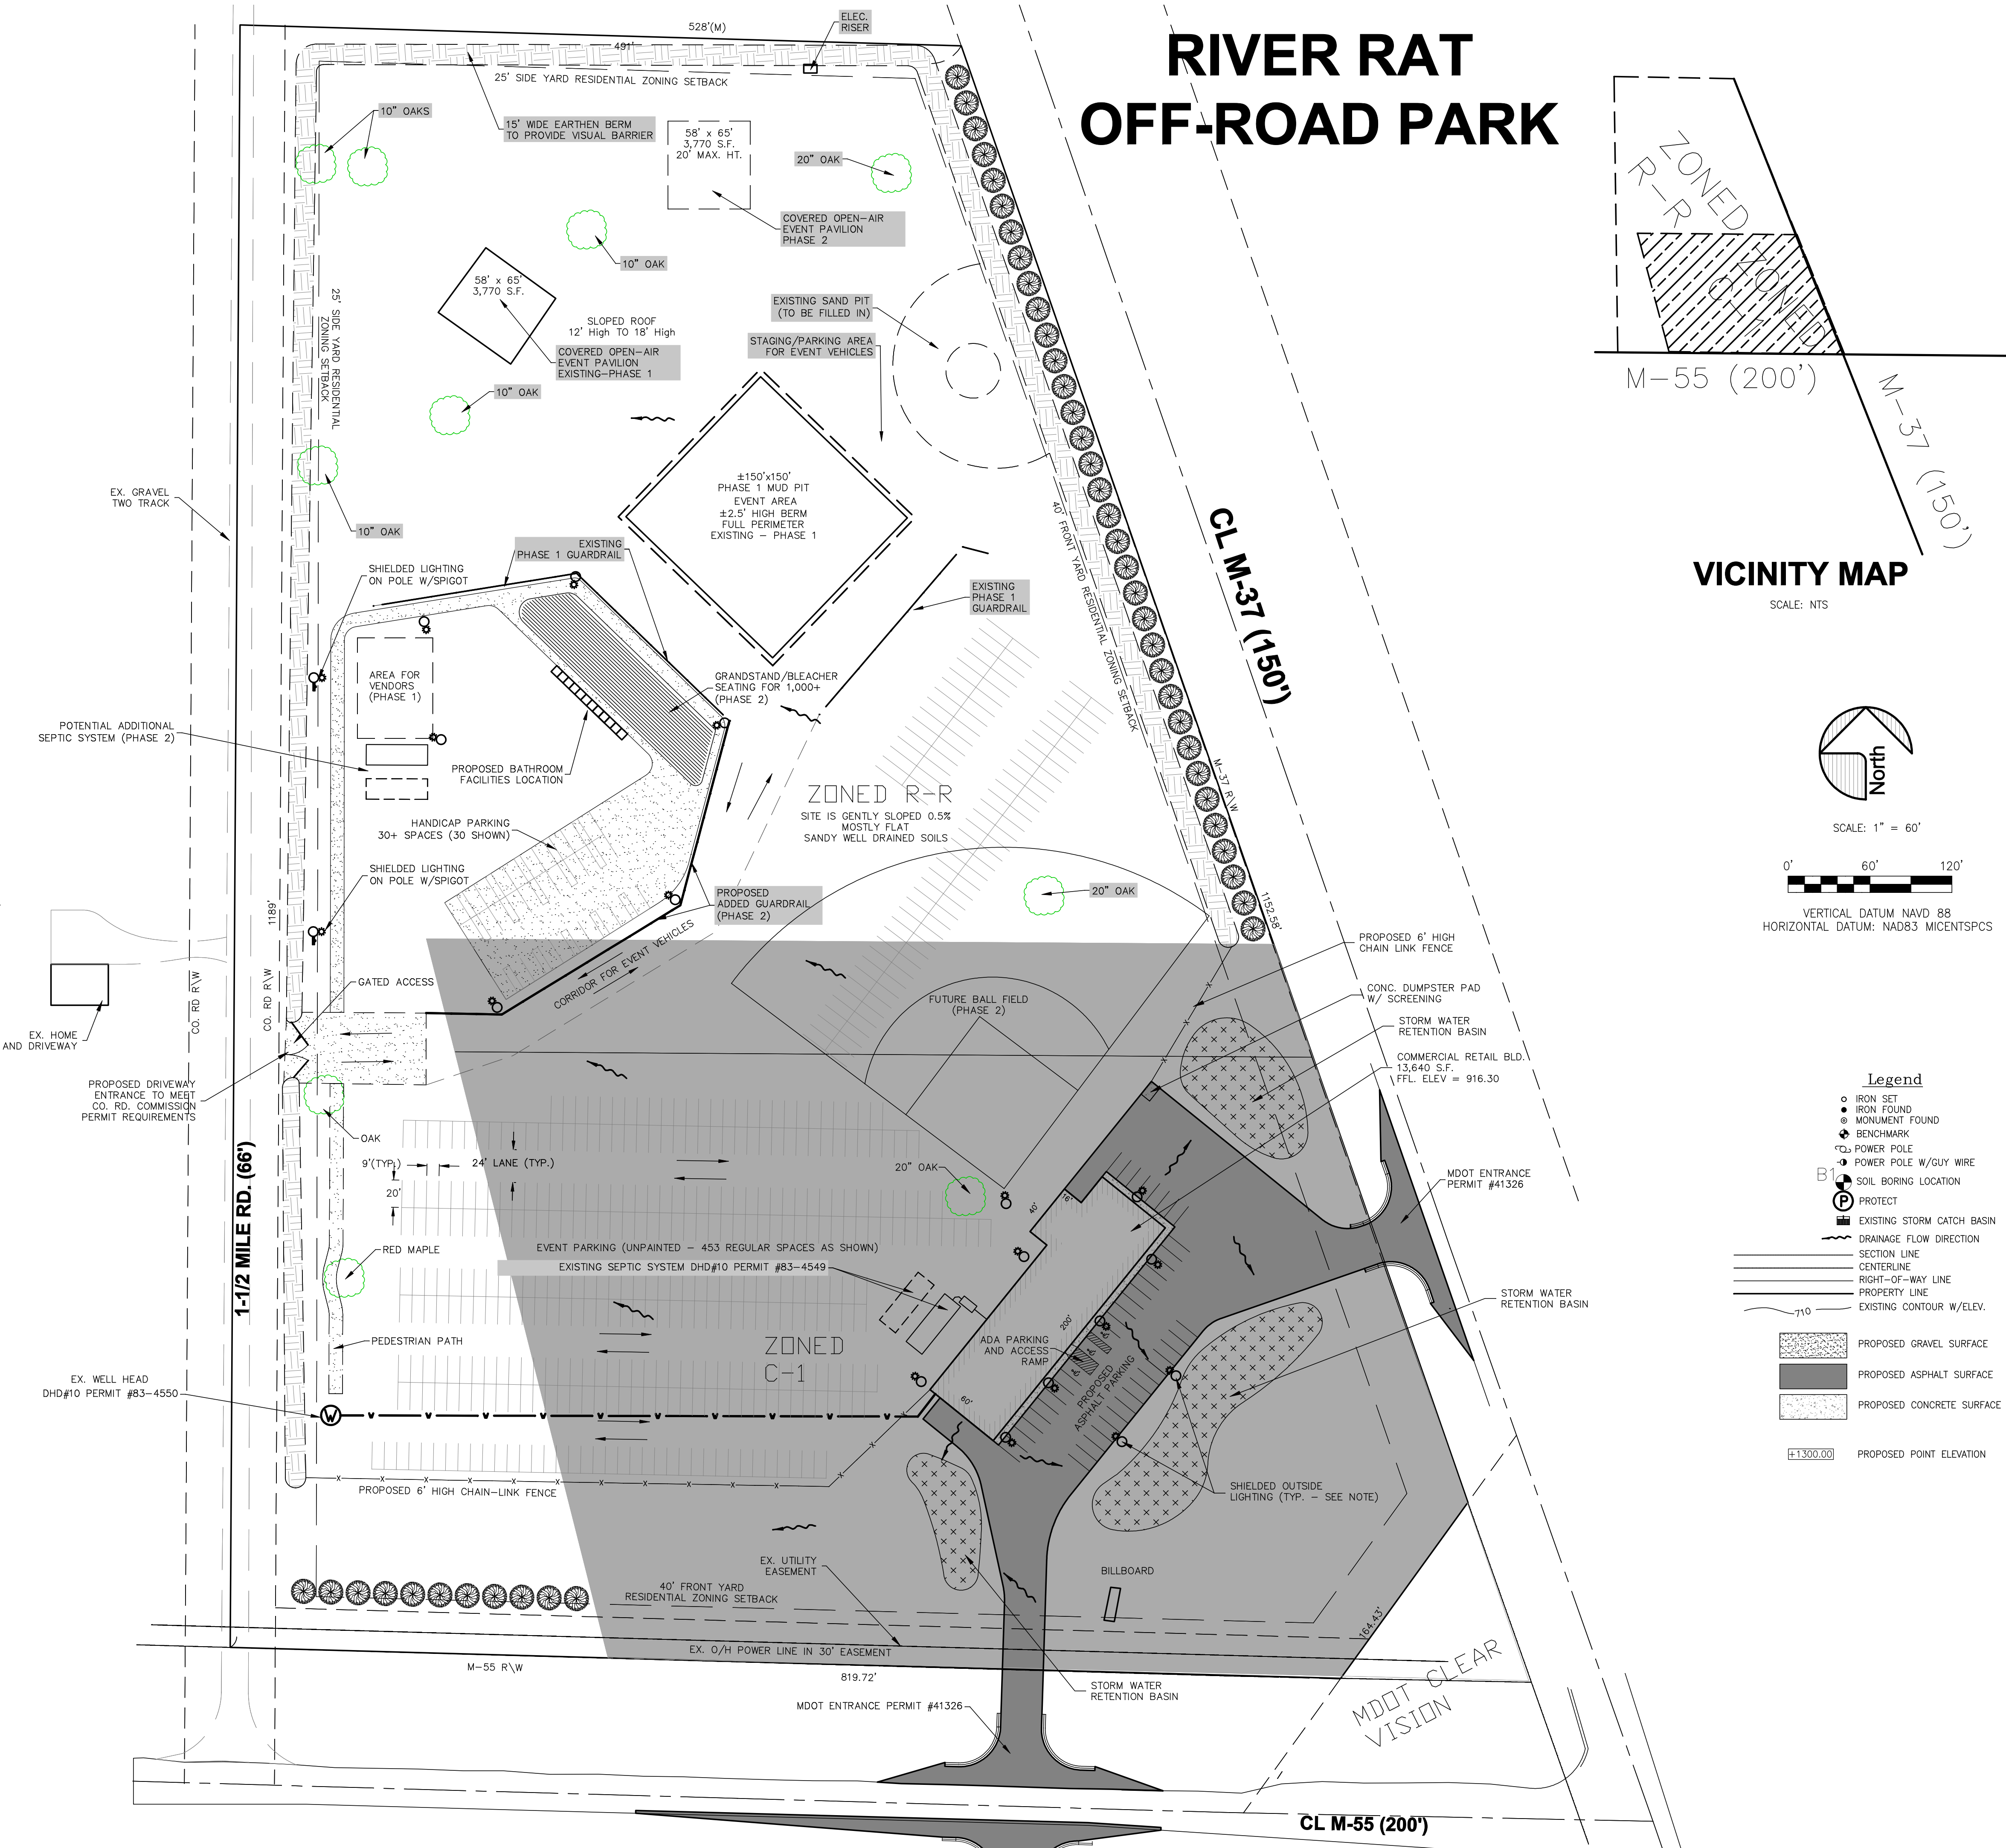 RIVER RAT
OFF-ROAD PARK
528'(M)
491'
ELEC.
RISER
25' SIDE YARD RESIDENTIAL ZONING SETBACK
10" OAKS
15' WIDE EARTHEN BERM
TO PROVIDE VISUAL BARRIER
58' x 65'
3,770 S.F.
20' MAX. HT.
20" OAK
COVERED OPEN-AIR
EVENT PAVILION
PHASE 2
10" OAK
58' x 65'
3,770 S.F.
SLOPED ROOF
12' High TO 18' High
COVERED OPEN-AIR
EVENT PAVILION
EXISTING-PHASE 1
EXISTING SAND PIT
(TO BE FILLED IN)
STAGING/PARKING AREA
FOR EVENT VEHICLES
25' SIDE YARD RESIDENTIAL
ZONING SETBACK
10" OAK
EX. GRAVEL
TWO TRACK
10" OAK
±150'x150'
PHASE 1 MUD PIT
EVENT AREA
±2.5' HIGH BERM
FULL PERIMETER
EXISTING - PHASE 1
40' FRONT YARD RESIDENTIAL ZONING SETBACK
CL M-37 (150')
ZONED
R-R
ZONED
C-1
M-55 (200')
M-37 (150')
VICINITY MAP
SCALE: NTS
SHIELDED LIGHTING
ON POLE W/SPIGOT
EXISTING
PHASE 1 GUARDRAIL
EXISTING
PHASE 1
GUARDRAIL
AREA FOR
VENDORS
(PHASE 1)
GRANDSTAND/BLEACHER
SEATING FOR 1,000+
(PHASE 2)
POTENTIAL ADDITIONAL
SEPTIC SYSTEM (PHASE 2)
PROPOSED BATHROOM
FACILITIES LOCATION
ZONED R-R
SITE IS GENTLY SLOPED 0.5%
MOSTLY FLAT
SANDY WELL DRAINED SOILS
M-37 R\W
North
SCALE: 1" = 60'
0' 60' 120'
VERTICAL DATUM NAVD 88
HORIZONTAL DATUM: NAD83 MICENTSPCS
HANDICAP PARKING
30+ SPACES (30 SHOWN)
SHIELDED LIGHTING
ON POLE W/SPIGOT
PROPOSED
ADDED GUARDRAIL
(PHASE 2)
20" OAK
1152.58'
1189'
CORRIDOR FOR EVENT VEHICLES
PROPOSED 6' HIGH
CHAIN LINK FENCE
GATED ACCESS
CO. RD R\W
CO. RD R\W
FUTURE BALL FIELD
(PHASE 2)
CONC. DUMPSTER PAD
W/ SCREENING
STORM WATER
RETENTION BASIN
EX. HOME
AND DRIVEWAY
COMMERCIAL RETAIL BLD.
13,640 S.F.
FFL. ELEV = 916.30
PROPOSED DRIVEWAY
ENTRANCE TO MEET
CO. RD. COMMISSION
PERMIT REQUIREMENTS
OAK
9'(TYP.)
24' LANE (TYP.)
20'
20" OAK
16'
40'
MDOT ENTRANCE
PERMIT #41326
1-1/2 MILE RD. (66')
RED MAPLE
EVENT PARKING (UNPAINTED - 453 REGULAR SPACES AS SHOWN)
EXISTING SEPTIC SYSTEM DHD#10 PERMIT #83-4549
STORM WATER
RETENTION BASIN
PEDESTRIAN PATH
ZONED
C-1
200'
ADA PARKING
AND ACCESS
RAMP
PROPOSED
ASPHALT PARKING
60'
EX. WELL HEAD
DHD#10 PERMIT #83-4550
W
PROPOSED 6' HIGH CHAIN-LINK FENCE
SHIELDED OUTSIDE
LIGHTING (TYP. - SEE NOTE)
EX. UTILITY
EASEMENT
BILLBOARD
40' FRONT YARD
RESIDENTIAL ZONING SETBACK
164.43'
EX. O/H POWER LINE IN 30' EASEMENT
M-55 R\W
819.72'
STORM WATER
RETENTION BASIN
MDOT ENTRANCE PERMIT #41326
MDOT CLEAR
VISION
CL M-55 (200')
Legend
IRON SET
IRON FOUND
MONUMENT FOUND
BENCHMARK
POWER POLE
POWER POLE W/GUY WIRE
B1 SOIL BORING LOCATION
P PROTECT
EXISTING STORM CATCH BASIN
DRAINAGE FLOW DIRECTION
SECTION LINE
CENTERLINE
RIGHT-OF-WAY LINE
PROPERTY LINE
710 EXISTING CONTOUR W/ELEV.
PROPOSED GRAVEL SURFACE
PROPOSED ASPHALT SURFACE
PROPOSED CONCRETE SURFACE
+1300.00 PROPOSED POINT ELEVATION